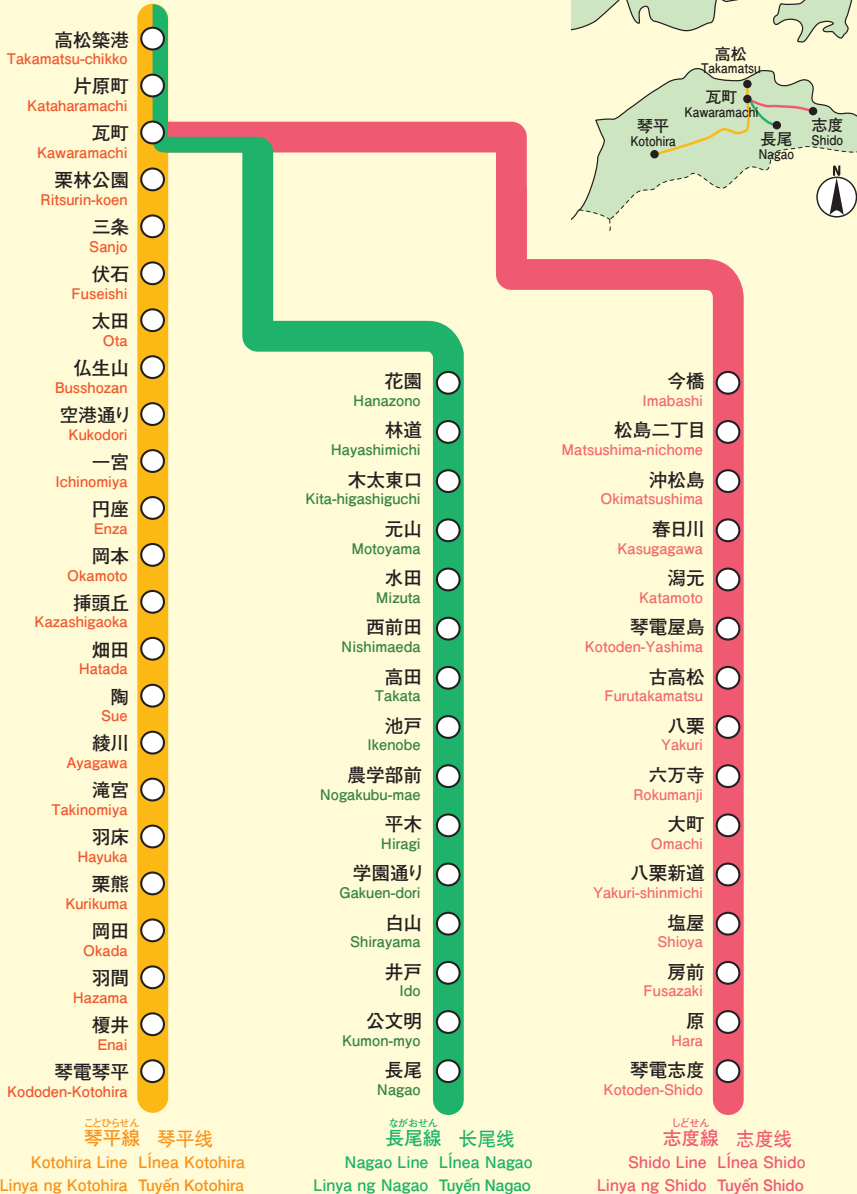 高松築港
Takamatsu-chikko
片原町
Kataharamachi
瓦町
Kawaramachi
栗林公園
Ritsurin-koen
三条
Sanjo
伏石
Fuseishi
太田
Ota
仏生山
Busshozan
空港通り
Kukodori
一宮
Ichinomiya
円座
Enza
岡本
Okamoto
挿頭丘
Kazashigaoka
畑田
Hatada
陶
Sue
綾川
Ayagawa
滝宮
Takinomiya
羽床
Hayuka
栗熊
Kurikuma
岡田
Okada
羽間
Hazama
榎井
Enai
琴電琴平
Kododen-Kotohira
ことひらせん
琴平線 琴平线
Kotohira Line LÍnea Kotohira
Linya ng Kotohira Tuyến Kotohira
花園
Hanazono
林道
Hayashimichi
木太東口
Kita-higashiguchi
元山
Motoyama
水田
Mizuta
西前田
Nishimaeda
高田
Takata
池戸
Ikenobe
農学部前
Nogakubu-mae
平木
Hiragi
学園通り
Gakuen-dori
白山
Shirayama
井戸
Ido
公文明
Kumon-myo
長尾
Nagao
ながおせん
長尾線 长尾线
Nagao Line LÍnea Nagao
Linya ng Nagao Tuyến Nagao
今橋
Imabashi
松島二丁目
Matsushima-nichome
沖松島
Okimatsushima
春日川
Kasugagawa
潟元
Katamoto
琴電屋島
Kotoden-Yashima
古高松
Furutakamatsu
八栗
Yakuri
六万寺
Rokumanji
大町
Omachi
八栗新道
Yakuri-shinmichi
塩屋
Shioya
房前
Fusazaki
原
Hara
琴電志度
Kotoden-Shido
しどせん
志度線 志度线
Shido Line LÍnea Shido
Linya ng Shido Tuyến Shido
高松
Takamatsu
瓦町
Kawaramachi
琴平
Kotohira
長尾
Nagao
志度
Shido
N